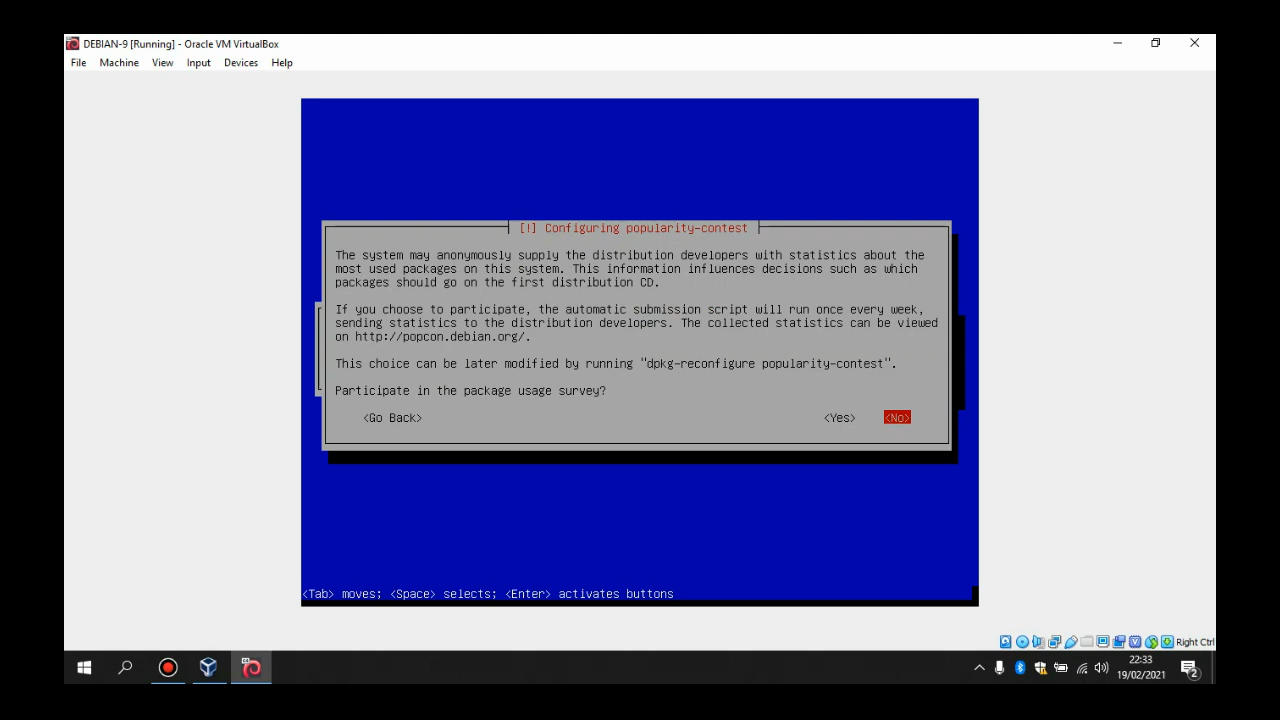 DEBIAN-9 [Running] - Oracle VM VirtualBox
File Machine View Input Devices Help
[!] Configuring popularity-contest
The system may anonymously supply the distribution developers with statistics about the
most used packages on this system. This information influences decisions such as which
packages should go on the first distribution CD.
If you choose to participate, the automatic submission script will run once every week,
sending statistics to the distribution developers. The collected statistics can be viewed
on http://popcon.debian.org/.
This choice can be later modified by running "dpkg-reconfigure popularity-contest".
Participate in the package usage survey?
<Go Back> <Yes> <No>
<Tab> moves; <Space> selects; <Enter> activates buttons
Right Ctrl
22:33
19/02/2021
2